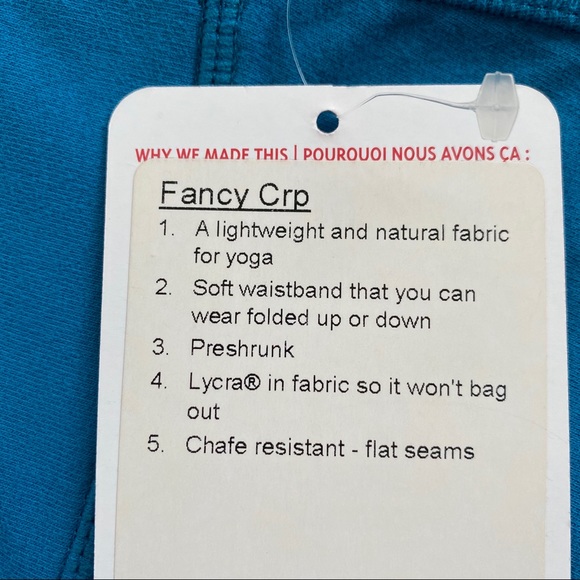 WHY WE MADE THIS | POURQUOI NOUS AVONS ÇA :
Fancy Crp
1. A lightweight and natural fabric
for yoga
2. Soft waistband that you can
wear folded up or down
3. Preshrunk
4. Lycra® in fabric so it won't bag
out
5. Chafe resistant - flat seams